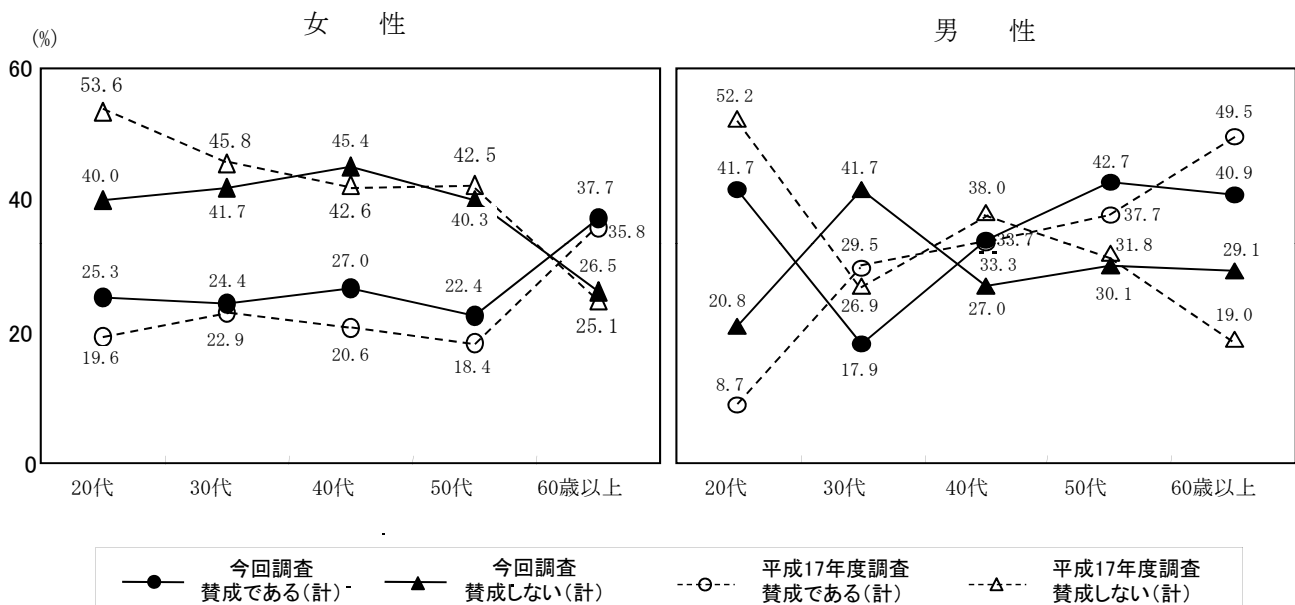 女　性
男　性
(%)
60
40
20
0
53.6
45.8
45.4
42.5
40.0
41.7
42.6
40.3
37.7
35.8
25.3
24.4
27.0
22.4
26.5
19.6
22.9
20.6
18.4
25.1
20代
30代
40代
50代
60歳以上
52.2
49.5
41.7
41.7
38.0
42.7
40.9
29.5
33.7
37.7
33.3
31.8
29.1
20.8
26.9
27.0
30.1
19.0
8.7
17.9
20代
30代
40代
50代
60歳以上
今回調査
賛成である(計)
今回調査
賛成しない(計)
平成17年度調査
賛成である(計)
平成17年度調査
賛成しない(計)